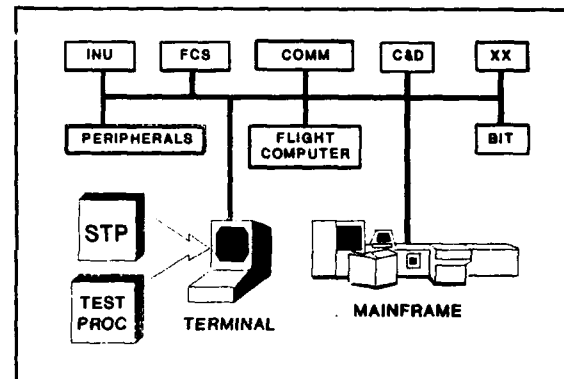 INU FCS COMM C&D XX
PERIPHERALS FLIGHT COMPUTER BIT
STP
TEST PROC
TERMINAL
MAINFRAME